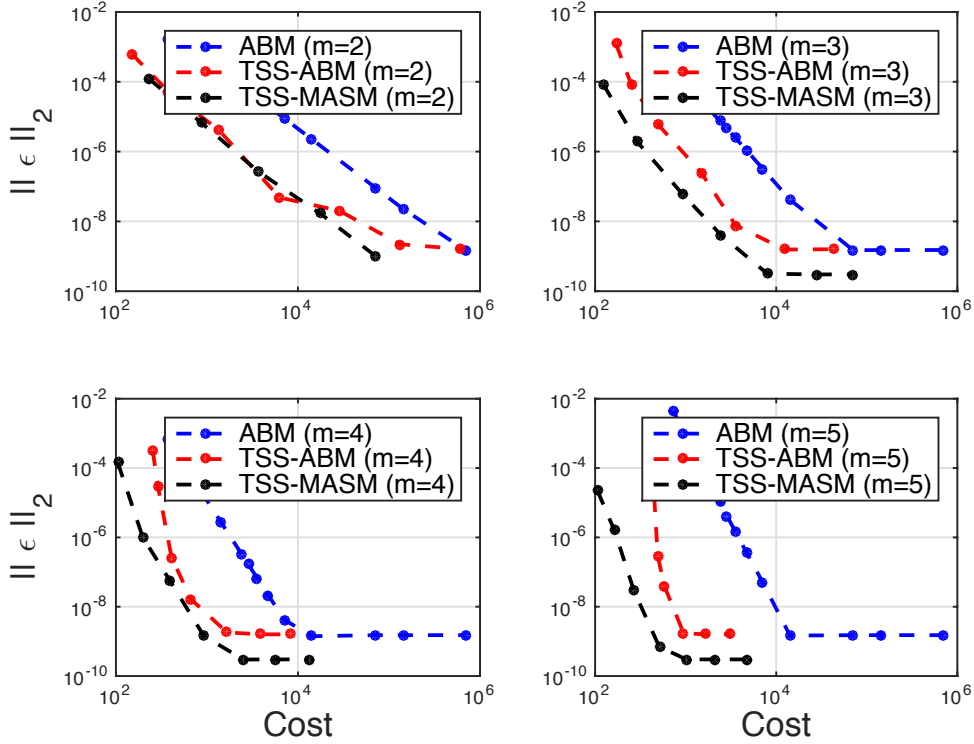 10^-2
10^-4
10^-6
10^-8
10^-10
|| ϵ ||_2
ABM (m=2)
TSS-ABM (m=2)
TSS-MASM (m=2)
10^2
10^4
10^6
10^-2
10^-4
10^-6
10^-8
10^-10
ABM (m=3)
TSS-ABM (m=3)
TSS-MASM (m=3)
10^2
10^4
10^6
10^-2
10^-4
10^-6
10^-8
10^-10
|| ϵ ||_2
ABM (m=4)
TSS-ABM (m=4)
TSS-MASM (m=4)
10^2
10^4
10^6
Cost
10^-2
10^-4
10^-6
10^-8
10^-10
ABM (m=5)
TSS-ABM (m=5)
TSS-MASM (m=5)
10^2
10^4
10^6
Cost